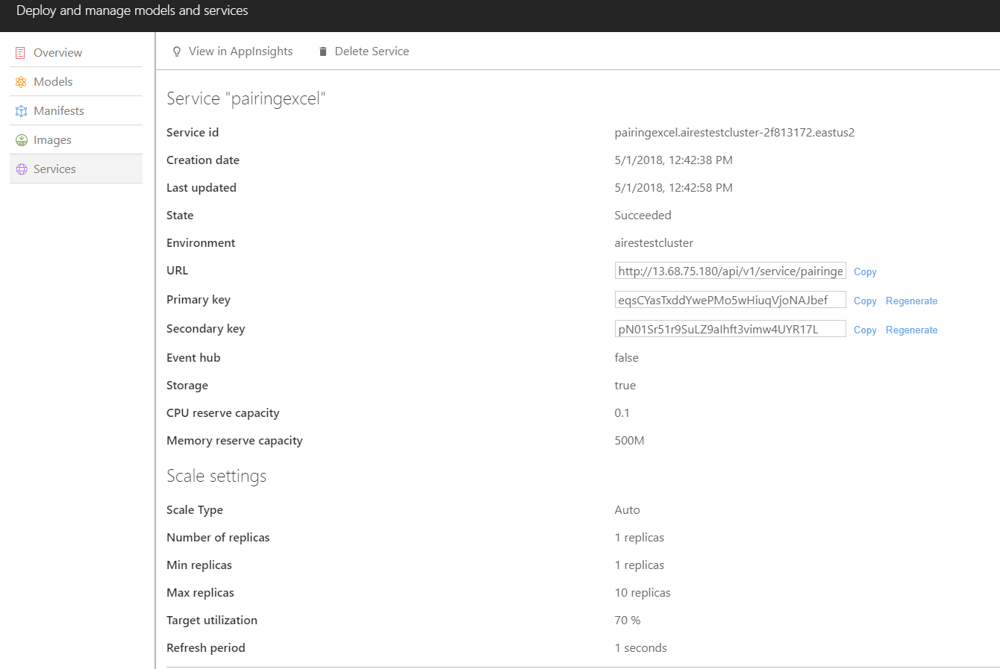 Deploy and manage models and services
Overview
Models
Manifests
Images
Services
View in AppInsights Delete Service
Service "pairingexcel"
Service id pairingexcel.airestestcluster-2f813172.eastus2
Creation date 5/1/2018, 12:42:38 PM
Last updated 5/1/2018, 12:42:58 PM
State Succeeded
Environment airestestcluster
URL http://13.68.75.180/api/v1/service/pairinge Copy
Primary key eqsCYasTxddYwePMo5wHiuqVjoNAJbef Copy Regenerate
Secondary key pN01Sr51r9SuLZ9aIhft3vimw4UYR17L Copy Regenerate
Event hub false
Storage true
CPU reserve capacity 0.1
Memory reserve capacity 500M
Scale settings
Scale Type Auto
Number of replicas 1 replicas
Min replicas 1 replicas
Max replicas 10 replicas
Target utilization 70 %
Refresh period 1 seconds